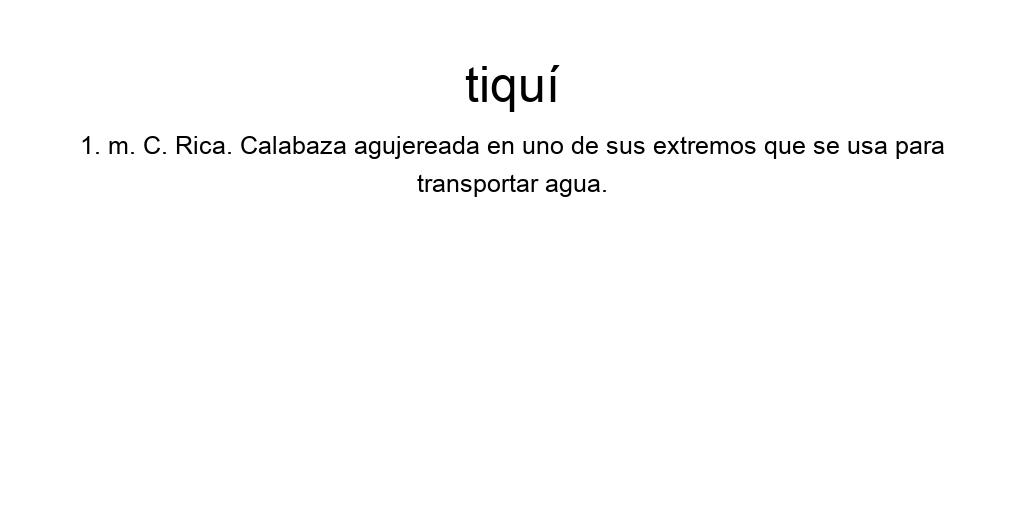 tiquí
1. m. C. Rica. Calabaza agujereada en uno de sus extremos que se usa para
transportar agua.